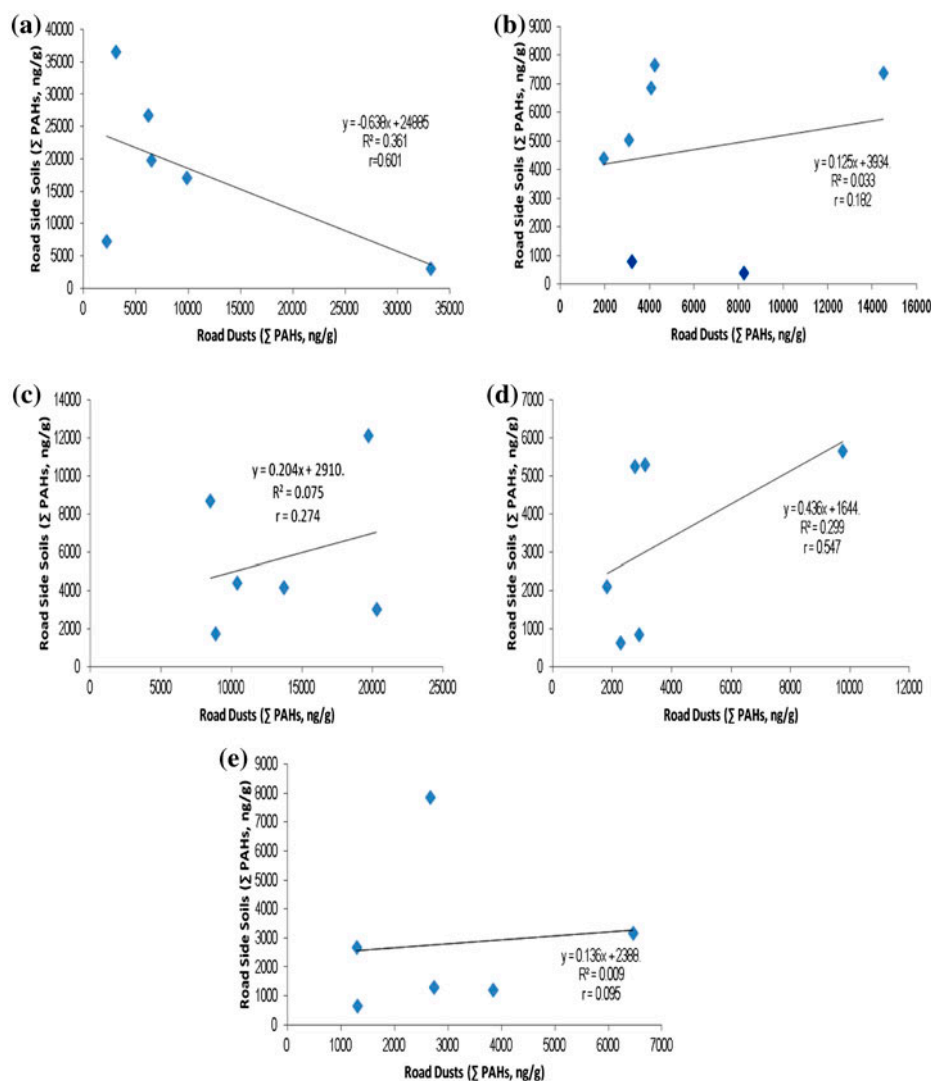 (a)
Road Side Soils (∑ PAHs, ng/g)
40000
35000
30000
25000
20000
15000
10000
5000
0
y = -0.638x + 24885
R² = 0.361
r=0.601
0 5000 10000 15000 20000 25000 30000 35000
Road Dusts (∑ PAHs, ng/g)
(b)
Road Side Soils (∑ PAHs, ng/g)
9000
8000
7000
6000
5000
4000
3000
2000
1000
0
y = 0.125x + 3934.
R² = 0.033
r = 0.182
0 2000 4000 6000 8000 10000 12000 14000 16000
Road Dusts (∑ PAHs, ng/g)
(c)
Road Side Soils (∑ PAHs, ng/g)
14000
12000
10000
8000
6000
4000
2000
0
y = 0.204x + 2910.
R² = 0.075
r = 0.274
0 5000 10000 15000 20000 25000
Road Dusts (∑ PAHs, ng/g)
(d)
Road Side Soils (∑ PAHs, ng/g)
7000
6000
5000
4000
3000
2000
1000
0
y = 0.436x + 1644.
R² = 0.299
r = 0.547
0 2000 4000 6000 8000 10000 12000
Road Dusts (∑ PAHs, ng/g)
(e)
Road Side Soils (∑ PAHs, ng/g)
9000
8000
7000
6000
5000
4000
3000
2000
1000
0
y = 0.136x + 2388.
R² = 0.009
r = 0.095
0 1000 2000 3000 4000 5000 6000 7000
Road Dusts (∑ PAHs, ng/g)